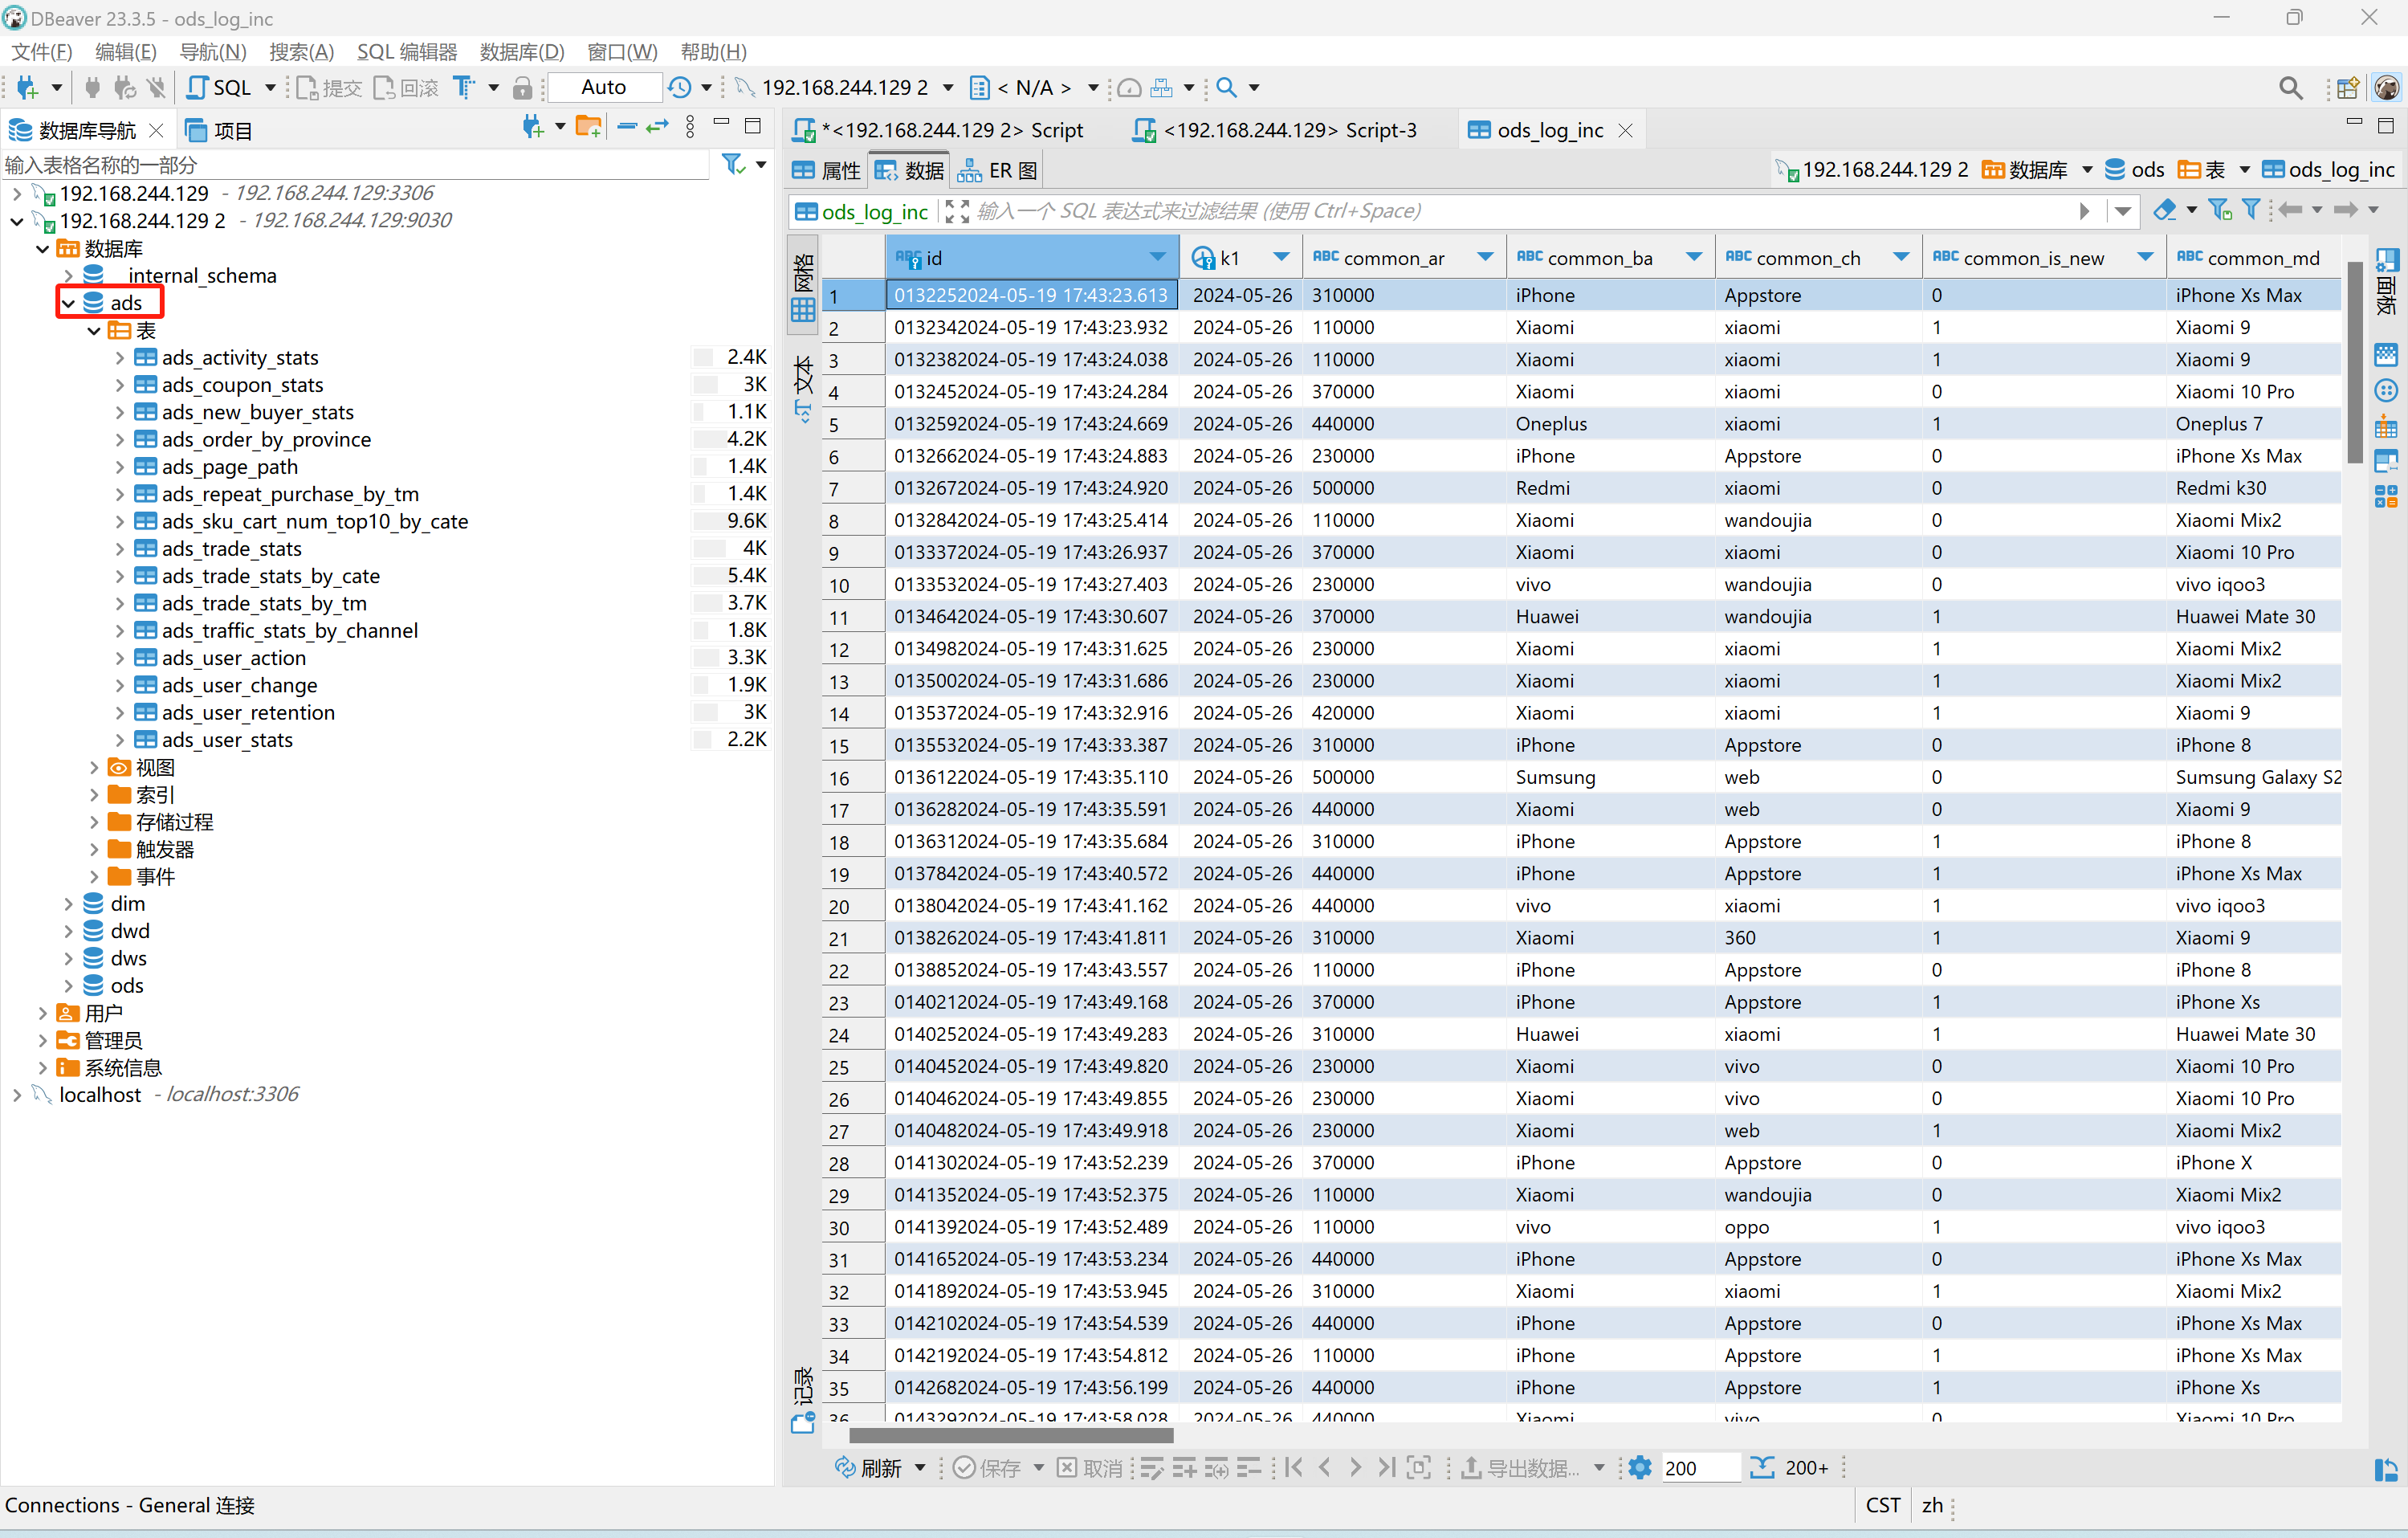 DBeaver 23.3.5 - ods_log_inc
文件(F) 编辑(E) 导航(N) 搜索(A) SQL 编辑器 数据库(D) 窗口(W) 帮助(H)
SQL 提交 回滚 Auto 192.168.244.129 2 < N/A >
数据库导航 项目
*<192.168.244.129 2> Script <192.168.244.129> Script-3 ods_log_inc
输入表格名称的一部分
192.168.244.129 - 192.168.244.129:3306
192.168.244.129 2 - 192.168.244.129:9030
数据库
__internal_schema
ads
表
ads_activity_stats 2.4K
ads_coupon_stats 3K
ads_new_buyer_stats 1.1K
ads_order_by_province 4.2K
ads_page_path 1.4K
ads_repeat_purchase_by_tm 1.4K
ads_sku_cart_num_top10_by_cate 9.6K
ads_trade_stats 4K
ads_trade_stats_by_cate 5.4K
ads_trade_stats_by_tm 3.7K
ads_traffic_stats_by_channel 1.8K
ads_user_action 3.3K
ads_user_change 1.9K
ads_user_retention 3K
ads_user_stats 2.2K
视图
索引
存储过程
触发器
事件
dim
dwd
dws
ods
用户
管理员
系统信息
localhost - localhost:3306
属性 数据 ER 图 192.168.244.129 2 数据库 ods 表 ods_log_inc
ods_log_inc 输入一个 SQL 表达式来过滤结果 (使用 Ctrl+Space)
网格
文本
记录
面板
id k1 common_ar common_ba common_ch common_is_new common_md
1 0132252024-05-19 17:43:23.613 2024-05-26 310000 iPhone Appstore 0 iPhone Xs Max
2 0132342024-05-19 17:43:23.932 2024-05-26 110000 Xiaomi xiaomi 1 Xiaomi 9
3 0132382024-05-19 17:43:24.038 2024-05-26 110000 Xiaomi xiaomi 1 Xiaomi 9
4 0132452024-05-19 17:43:24.284 2024-05-26 370000 Xiaomi xiaomi 0 Xiaomi 10 Pro
5 0132592024-05-19 17:43:24.669 2024-05-26 440000 Oneplus xiaomi 1 Oneplus 7
6 0132662024-05-19 17:43:24.883 2024-05-26 230000 iPhone Appstore 0 iPhone Xs Max
7 0132672024-05-19 17:43:24.920 2024-05-26 500000 Redmi xiaomi 0 Redmi k30
8 0132842024-05-19 17:43:25.414 2024-05-26 110000 Xiaomi wandoujia 0 Xiaomi Mix2
9 0133372024-05-19 17:43:26.937 2024-05-26 370000 Xiaomi xiaomi 0 Xiaomi 10 Pro
10 0133532024-05-19 17:43:27.403 2024-05-26 230000 vivo wandoujia 0 vivo iqoo3
11 0134642024-05-19 17:43:30.607 2024-05-26 370000 Huawei wandoujia 1 Huawei Mate 30
12 0134982024-05-19 17:43:31.625 2024-05-26 230000 Xiaomi xiaomi 1 Xiaomi Mix2
13 0135002024-05-19 17:43:31.686 2024-05-26 230000 Xiaomi xiaomi 1 Xiaomi Mix2
14 0135372024-05-19 17:43:32.916 2024-05-26 420000 Xiaomi xiaomi 1 Xiaomi 9
15 0135532024-05-19 17:43:33.387 2024-05-26 310000 iPhone Appstore 0 iPhone 8
16 0136122024-05-19 17:43:35.110 2024-05-26 500000 Sumsung web 0 Sumsung Galaxy S2
17 0136282024-05-19 17:43:35.591 2024-05-26 440000 Xiaomi web 0 Xiaomi 9
18 0136312024-05-19 17:43:35.684 2024-05-26 310000 iPhone Appstore 1 iPhone 8
19 0137842024-05-19 17:43:40.572 2024-05-26 440000 iPhone Appstore 1 iPhone Xs Max
20 0138042024-05-19 17:43:41.162 2024-05-26 440000 vivo xiaomi 1 vivo iqoo3
21 0138262024-05-19 17:43:41.811 2024-05-26 310000 Xiaomi 360 1 Xiaomi 9
22 0138852024-05-19 17:43:43.557 2024-05-26 110000 iPhone Appstore 0 iPhone 8
23 0140212024-05-19 17:43:49.168 2024-05-26 370000 iPhone Appstore 1 iPhone Xs
24 0140252024-05-19 17:43:49.283 2024-05-26 310000 Huawei xiaomi 1 Huawei Mate 30
25 0140452024-05-19 17:43:49.820 2024-05-26 230000 Xiaomi vivo 0 Xiaomi 10 Pro
26 0140462024-05-19 17:43:49.855 2024-05-26 230000 Xiaomi vivo 0 Xiaomi 10 Pro
27 0140482024-05-19 17:43:49.918 2024-05-26 230000 Xiaomi web 1 Xiaomi Mix2
28 0141302024-05-19 17:43:52.239 2024-05-26 370000 iPhone Appstore 0 iPhone X
29 0141352024-05-19 17:43:52.375 2024-05-26 110000 Xiaomi wandoujia 0 Xiaomi Mix2
30 0141392024-05-19 17:43:52.489 2024-05-26 110000 vivo oppo 1 vivo iqoo3
31 0141652024-05-19 17:43:53.234 2024-05-26 440000 iPhone Appstore 0 iPhone Xs Max
32 0141892024-05-19 17:43:53.945 2024-05-26 310000 Xiaomi xiaomi 1 Xiaomi Mix2
33 0142102024-05-19 17:43:54.539 2024-05-26 440000 iPhone Appstore 0 iPhone Xs Max
34 0142192024-05-19 17:43:54.812 2024-05-26 110000 iPhone Appstore 1 iPhone Xs Max
35 0142682024-05-19 17:43:56.199 2024-05-26 440000 iPhone Appstore 1 iPhone Xs
36 0143292024-05-19 17:43:58.028 2024-05-26 440000 Xiaomi vivo 0 Xiaomi 10 Pro
刷新 保存 取消 导出数据... 200 200+
Connections - General 连接 CST zh